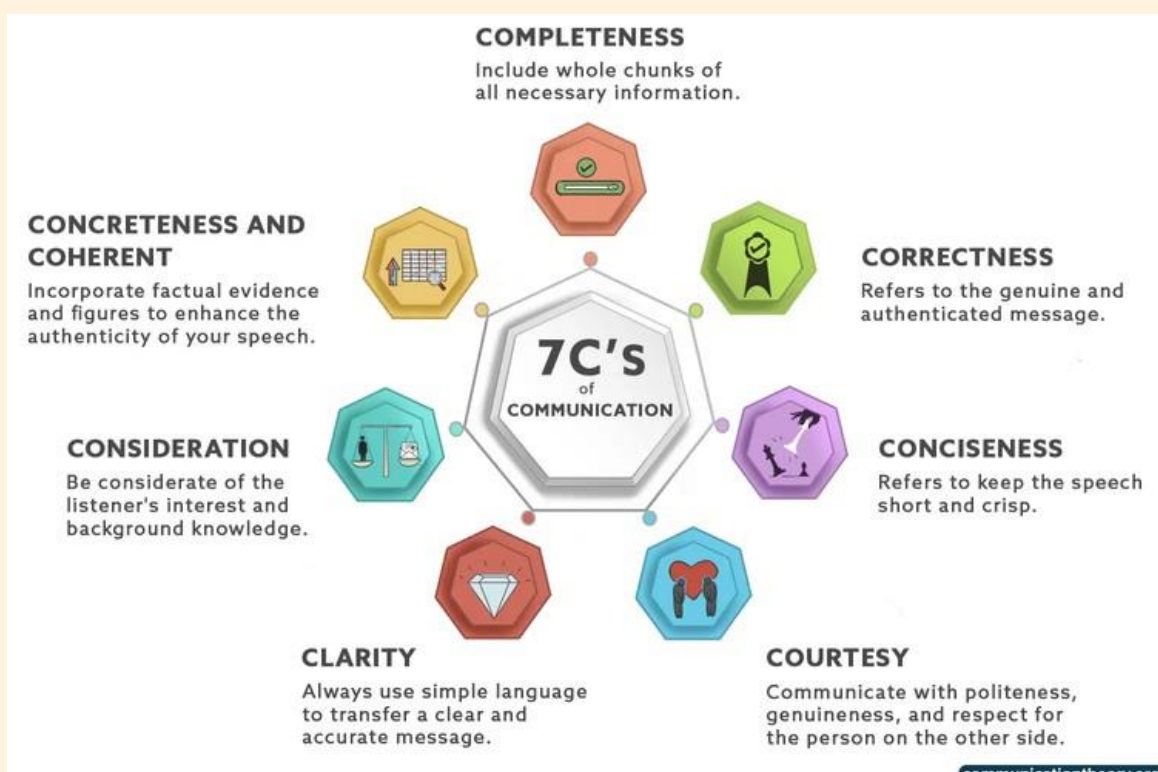 COMPLETENESS
Include whole chunks of
all necessary information.
CORRECTNESS
Refers to the genuine and
authenticated message.
CONCISENESS
Refers to keep the speech
short and crisp.
COURTESY
Communicate with politeness,
genuineness, and respect for
the person on the other side.
CLARITY
Always use simple language
to transfer a clear and
accurate message.
CONSIDERATION
Be considerate of the
listener's interest and
background knowledge.
CONCRETENESS AND
COHERENT
Incorporate factual evidence
and figures to enhance the
authenticity of your speech.
7C's
of
COMMUNICATION